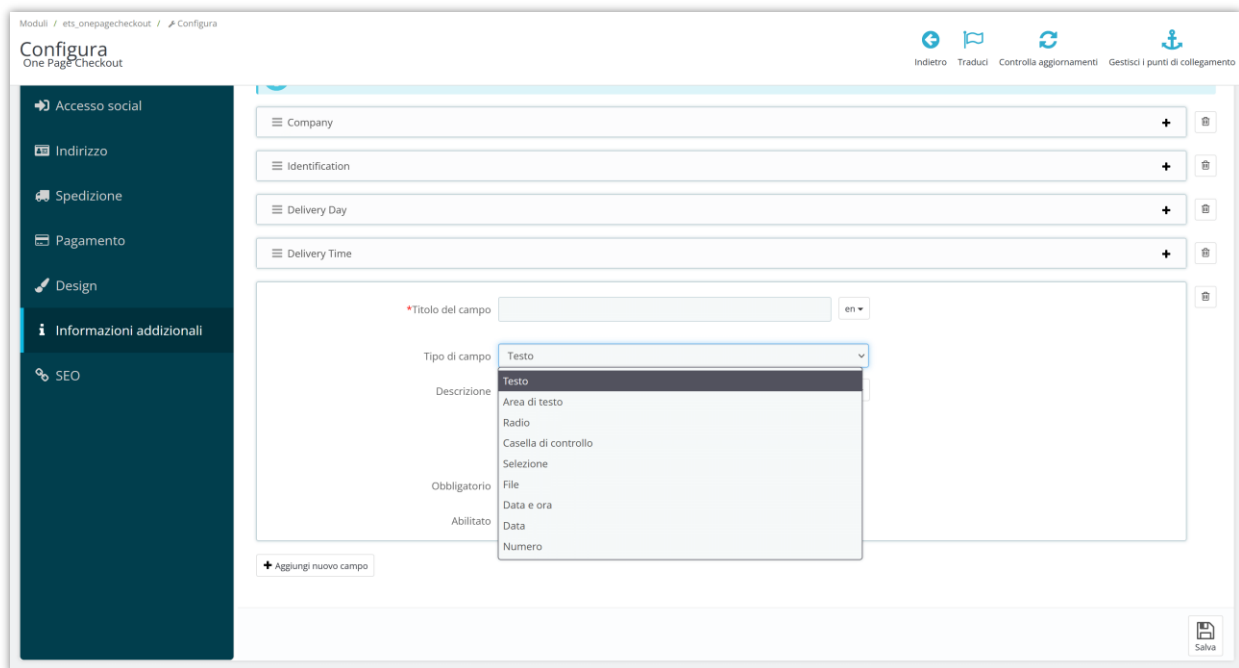 Moduli / ets_onepagecheckout / Configura
Configura
One Page Checkout
Indietro
Traduci
Controlla aggiornamenti
Gestisci i punti di collegamento
Accesso social
Indirizzo
Spedizione
Pagamento
Design
Informazioni addizionali
SEO
Company
Identification
Delivery Day
Delivery Time
*Titolo del campo
en
Tipo di campo
Testo
Descrizione
Testo
Area di testo
Radio
Casella di controllo
Selezione
File
Data e ora
Data
Numero
Obbligatorio
Abilitato
Aggiungi nuovo campo
Salva